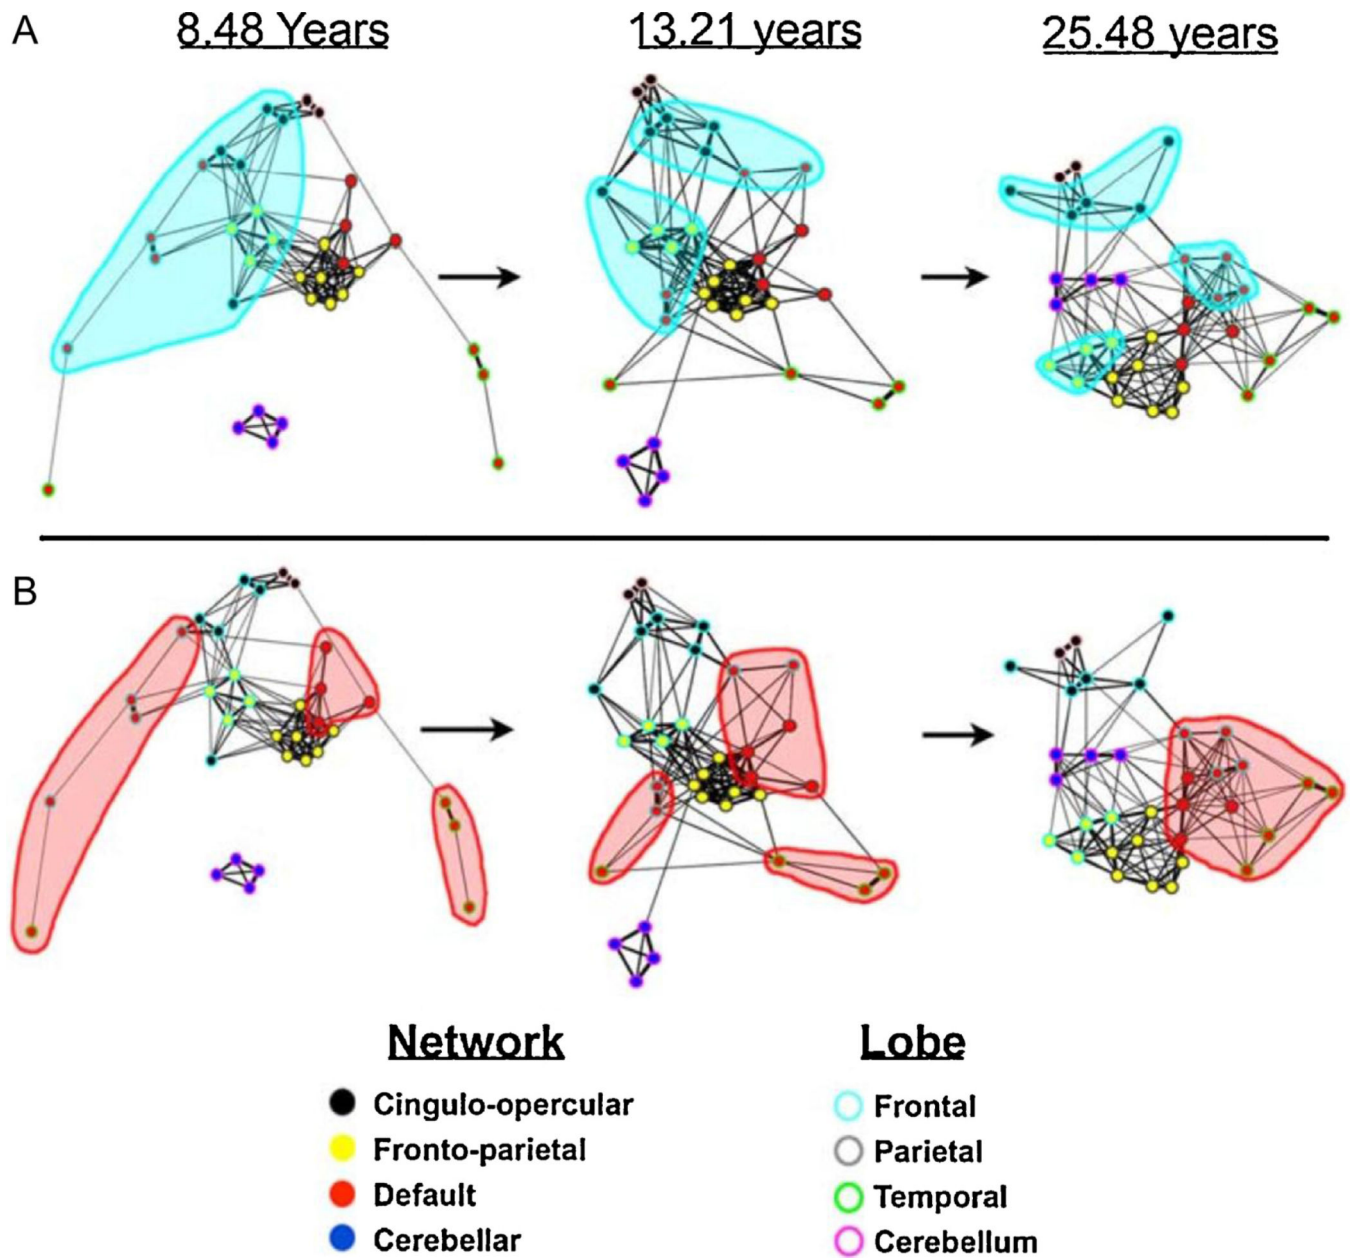 A
8.48 Years
13.21 years
25.48 years
B
Network
Lobe
Cingulo-opercular
Frontal
Fronto-parietal
Parietal
Default
Temporal
Cerebellar
Cerebellum